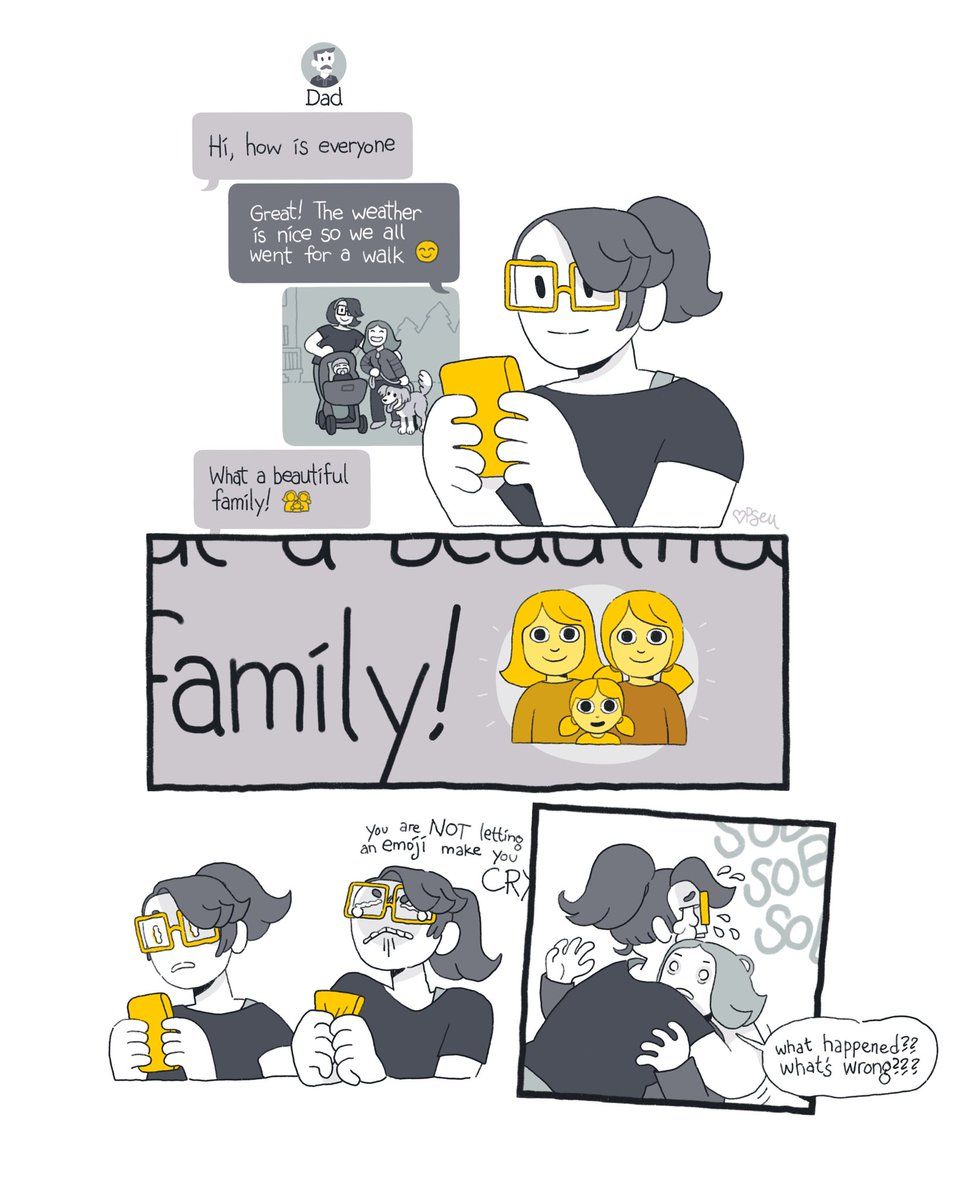 Dad
Hi, how is everyone
Great! The weather
is nice so we all
went for a walk 😊
What a beautiful
family! 👩‍👩‍👧
family!
you are NOT letting
an emoji make you
CRY
SOB
SOB
SOB
what happened??
what's wrong???